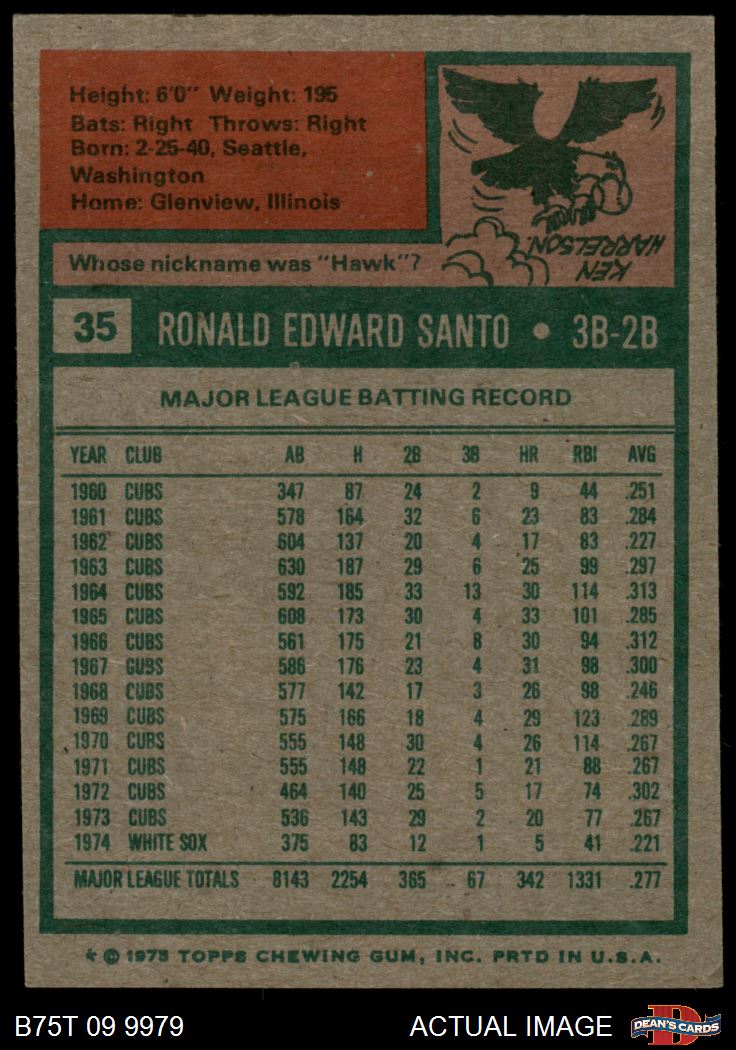 Height: 6'0" Weight: 195
Bats: Right Throws: Right
Born: 2-25-40, Seattle,
Washington
Home: Glenview, Illinois
KEN
HARRELSON
Whose nickname was "Hawk"?
35 RONALD EDWARD SANTO • 3B-2B
MAJOR LEAGUE BATTING RECORD
YEAR CLUB AB H 2B 3B HR RBI AVG
1960 CUBS 347 87 24 2 9 44 .251
1961 CUBS 578 164 32 6 23 83 .284
1962 CUBS 604 137 20 4 17 83 .227
1963 CUBS 630 187 29 6 25 99 .297
1964 CUBS 592 185 33 13 30 114 .313
1965 CUBS 608 173 30 4 33 101 .285
1966 CUBS 561 175 21 8 30 94 .312
1967 CUBS 586 176 23 4 31 98 .300
1968 CUBS 577 142 17 3 26 98 .246
1969 CUBS 575 166 18 4 29 123 .289
1970 CUBS 555 148 30 4 26 114 .267
1971 CUBS 555 148 22 1 21 88 .267
1972 CUBS 464 140 25 5 17 74 .302
1973 CUBS 536 143 29 2 20 77 .267
1974 WHITE SOX 375 83 12 1 5 41 .221
MAJOR LEAGUE TOTALS 8143 2254 365 67 342 1331 .277
* © 1975 TOPPS CHEWING GUM, INC. PRTD IN U.S.A.
B75T 09 9979 ACTUAL IMAGE DEAN'S CARDS